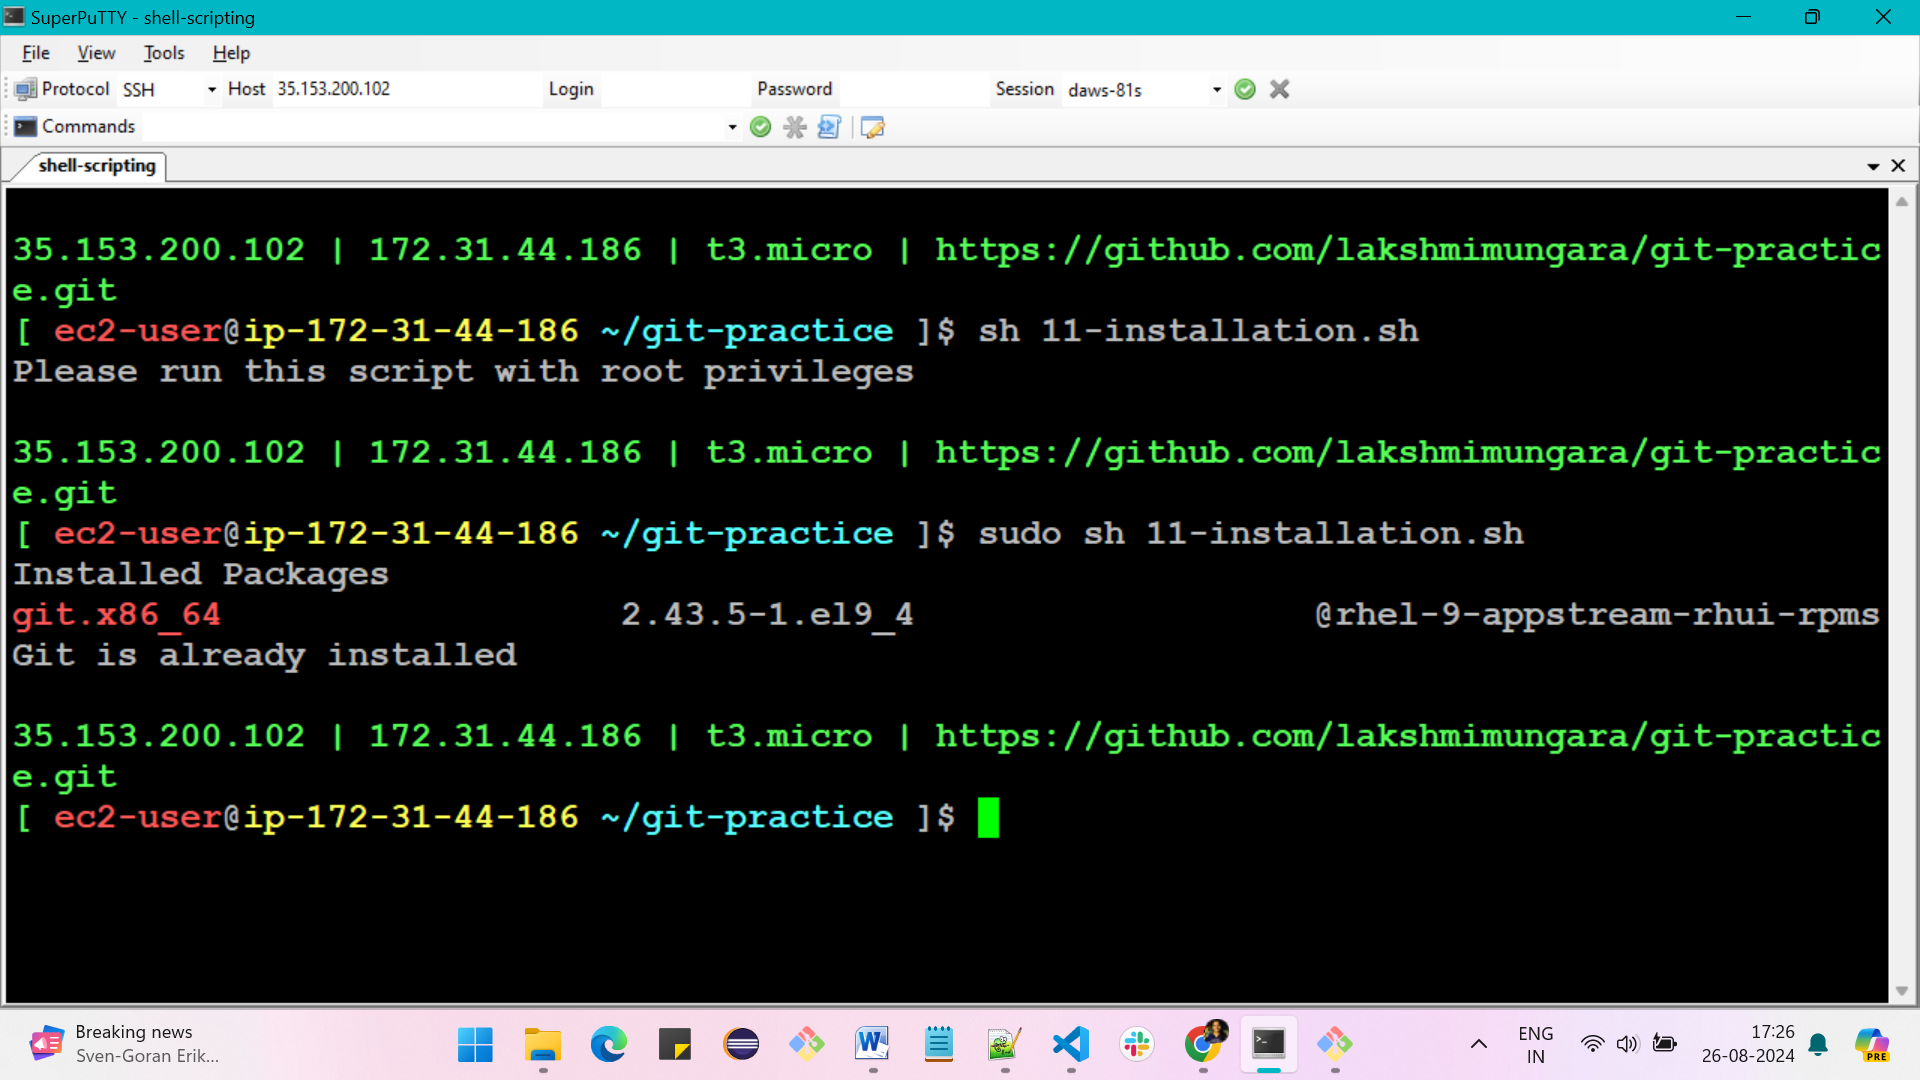 SuperPuTTY - shell-scripting
File View Tools Help
Protocol SSH Host 35.153.200.102 Login Password Session daws-81s
Commands
shell-scripting
35.153.200.102 | 172.31.44.186 | t3.micro | https://github.com/lakshmimungara/git-practic
e.git
[ ec2-user@ip-172-31-44-186 ~/git-practice ]$ sh 11-installation.sh
Please run this script with root privileges
35.153.200.102 | 172.31.44.186 | t3.micro | https://github.com/lakshmimungara/git-practic
e.git
[ ec2-user@ip-172-31-44-186 ~/git-practice ]$ sudo sh 11-installation.sh
Installed Packages
git.x86_64 2.43.5-1.el9_4 @rhel-9-appstream-rhui-rpms
Git is already installed
35.153.200.102 | 172.31.44.186 | t3.micro | https://github.com/lakshmimungara/git-practic
e.git
[ ec2-user@ip-172-31-44-186 ~/git-practice ]$
Breaking news
Sven-Goran Erik...
W
ENG
IN
17:26
26-08-2024
PRE